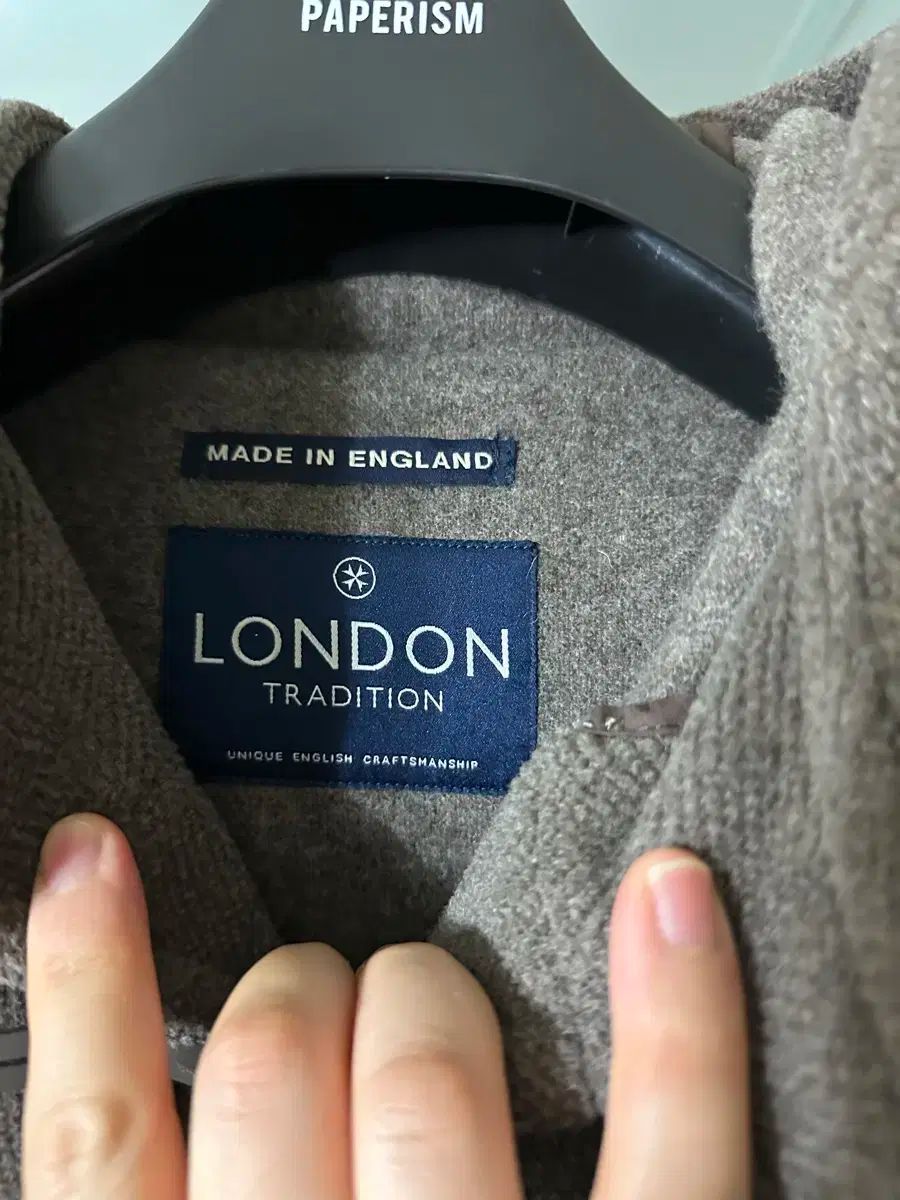 PAPERISM
MADE IN ENGLAND
LONDON
TRADITION
UNIQUE ENGLISH CRAFTSMANSHIP